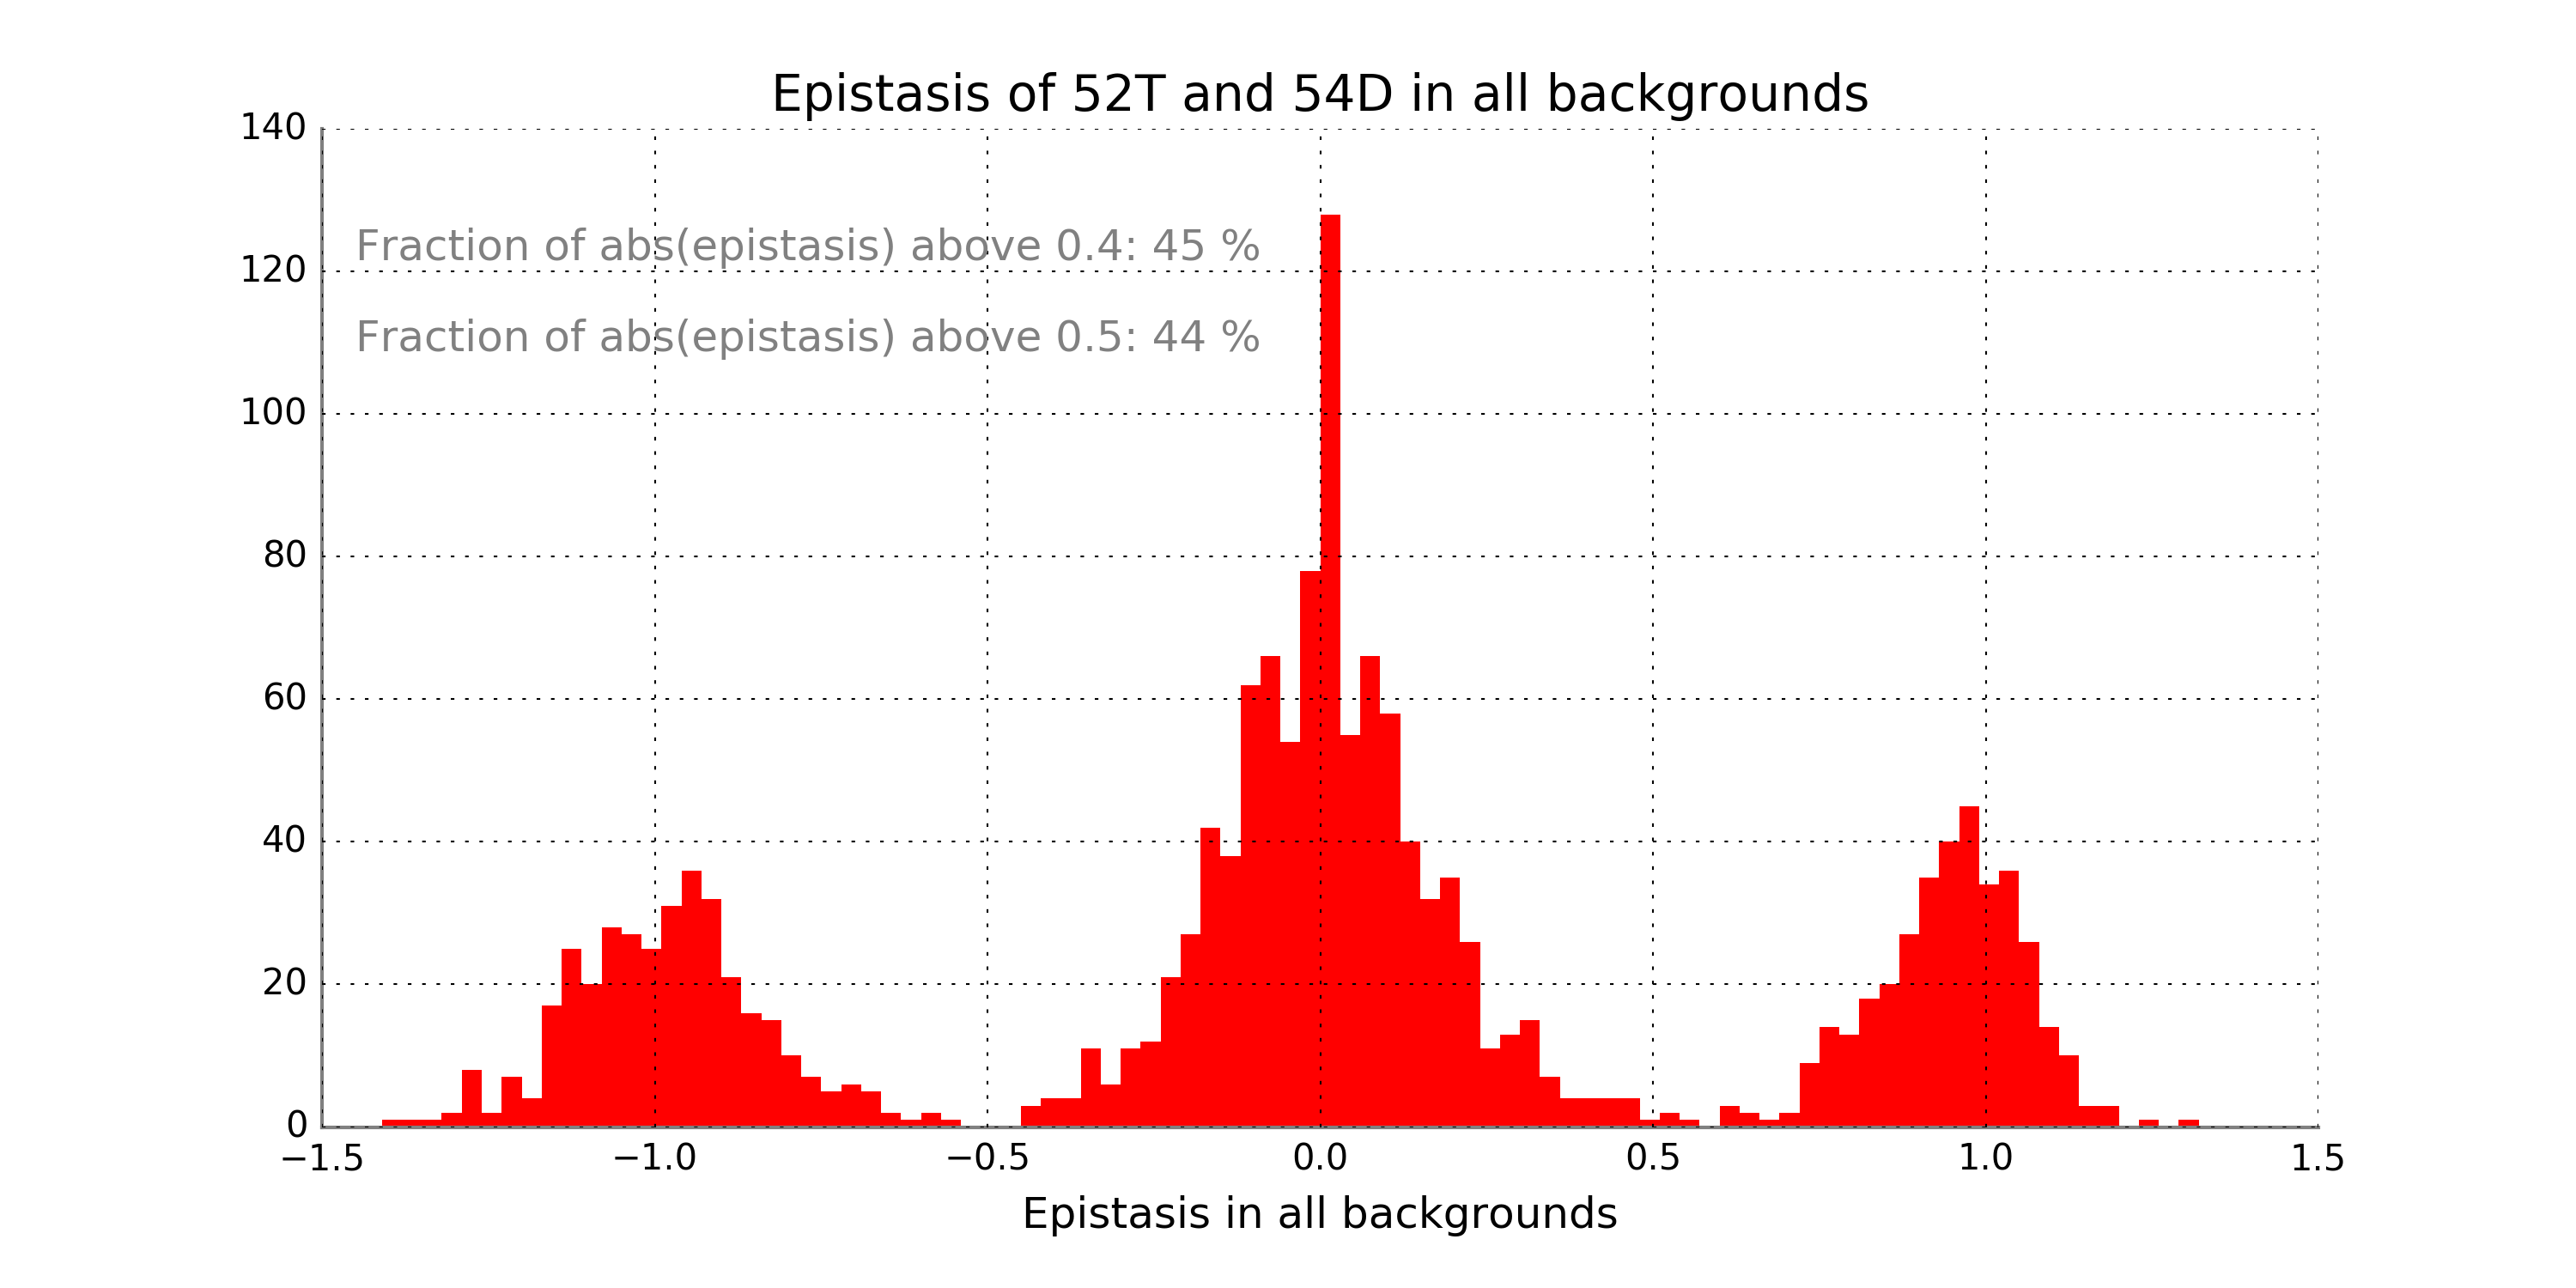 Epistasis of 52T and 54D in all backgrounds
140
Fraction of abs(epistasis) above 0.4: 45 %
120
Fraction of abs(epistasis) above 0.5: 44 %
100
80
60
40
20
0
−1.5 −1.0 −0.5 0.0 0.5 1.0 1.5
Epistasis in all backgrounds